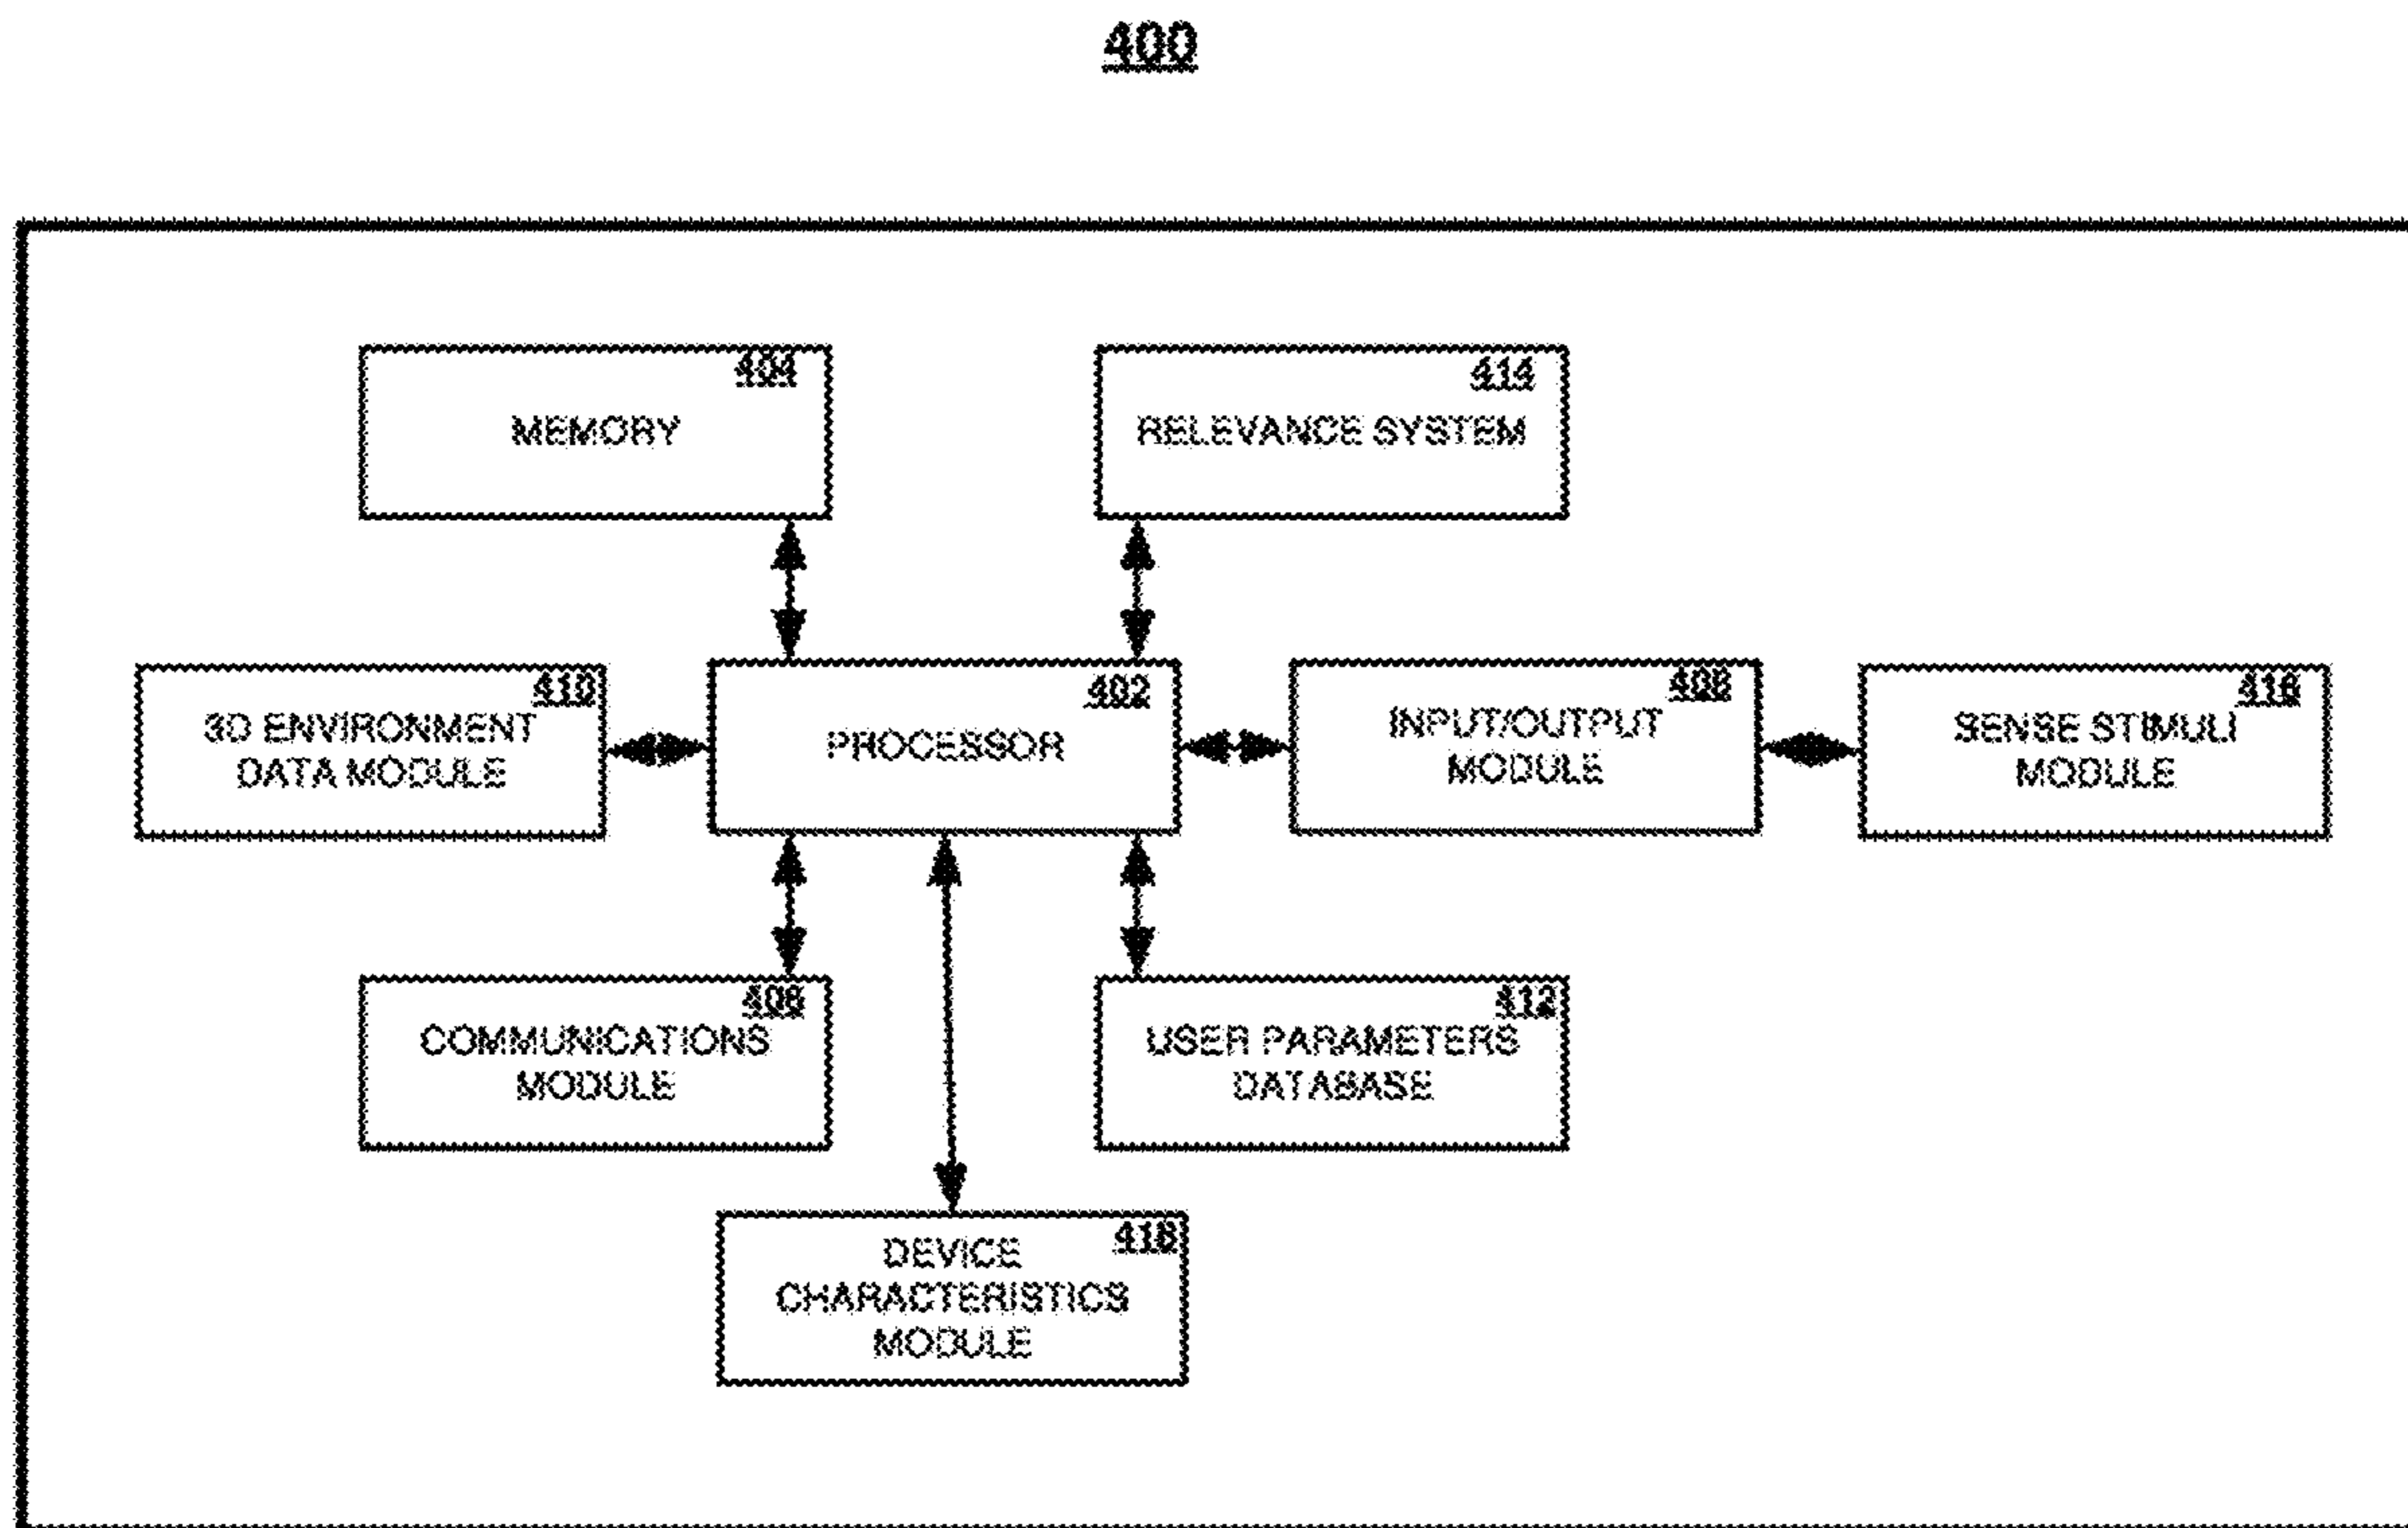 400
404
MEMORY
414
RELEVANCE SYSTEM
410
3D ENVIRONMENT
DATA MODULE
402
PROCESSOR
408
INPUT/OUTPUT
MODULE
416
SENSE STIMULI
MODULE
406
COMMUNICATIONS
MODULE
412
USER PARAMETERS
DATABASE
418
DEVICE
CHARACTERISTICS
MODULE